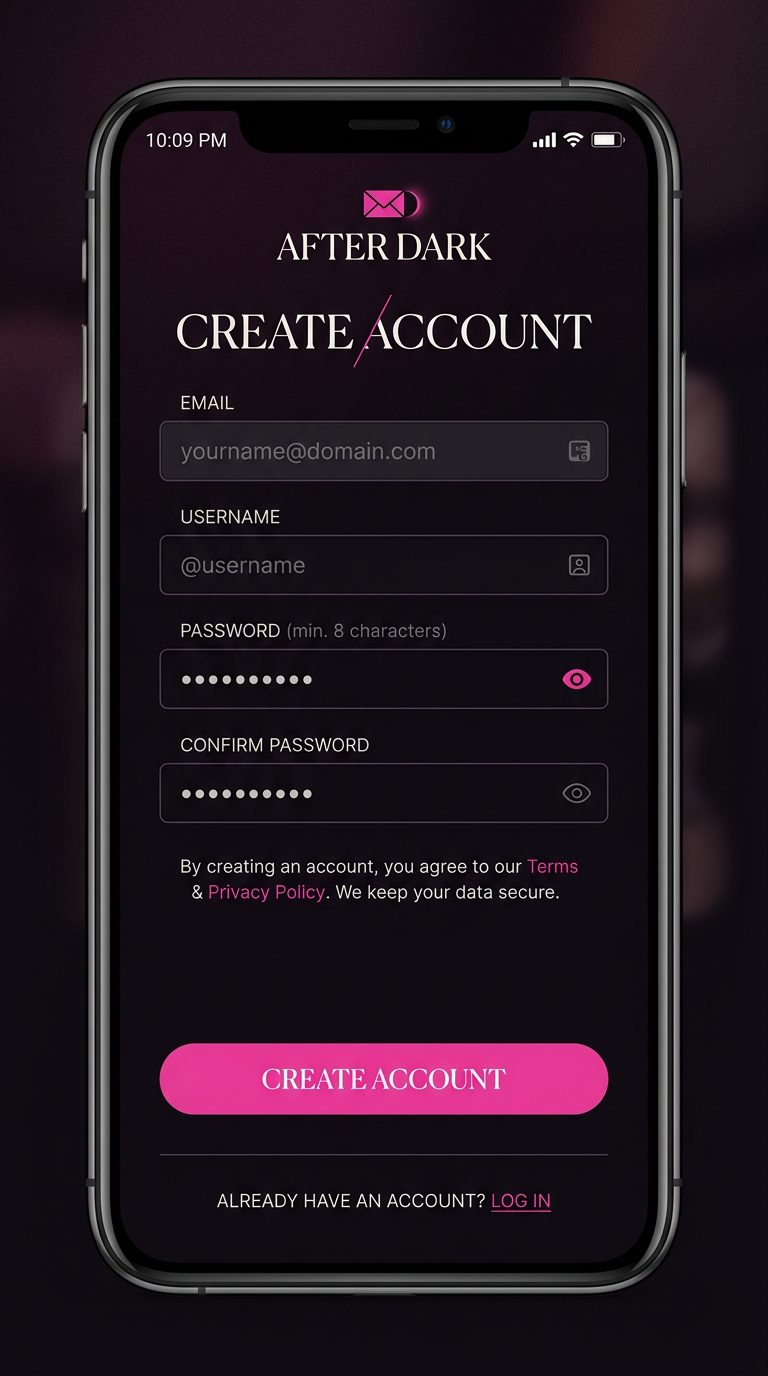 10:09 PM
AFTER DARK
CREATE ACCOUNT
EMAIL
yourname@domain.com
USERNAME
@username
PASSWORD (min. 8 characters)
••••••••••
CONFIRM PASSWORD
••••••••••
By creating an account, you agree to our Terms
& Privacy Policy. We keep your data secure.
CREATE ACCOUNT
ALREADY HAVE AN ACCOUNT? LOG IN